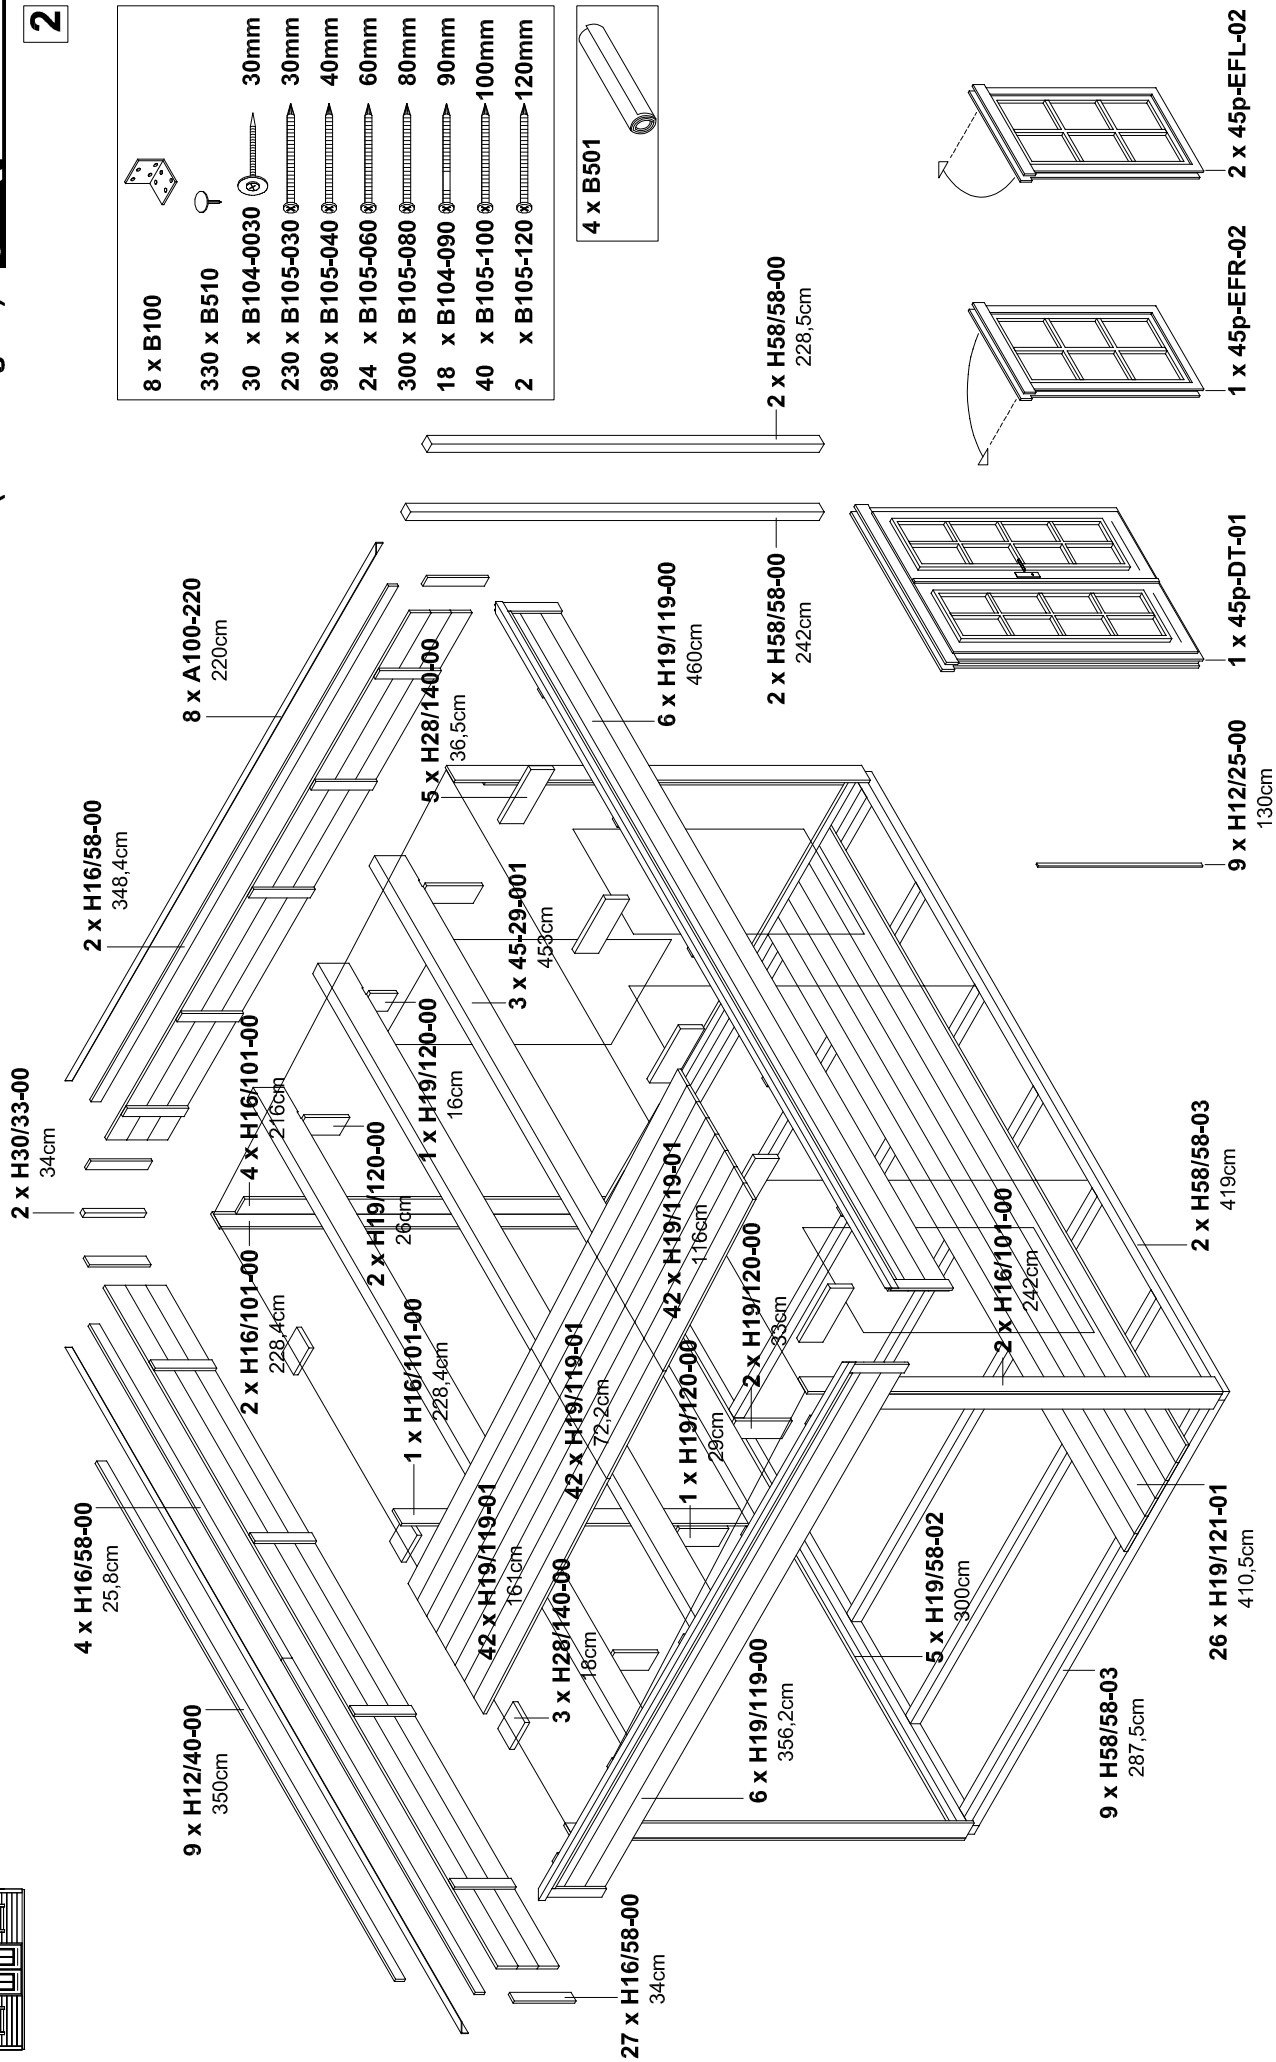 2
8 x B100
330 x B510
30 x B104-0030 30mm
230 x B105-030 30mm
980 x B105-040 40mm
24 x B105-060 60mm
300 x B105-080 80mm
18 x B104-090 90mm
40 x B105-100 100mm
2 x B105-120 120mm
4 x B501
2 x H30/33-00
34cm
2 x H16/58-00
348,4cm
8 x A100-220
220cm
4 x H16/58-00
25,8cm
9 x H12/40-00
350cm
2 x H16/101-00
228,4cm
4 x H16/101-00
216cm
2 x H19/120-00
26cm
1 x H19/120-00
16cm
5 x H28/140-00
36,5cm
3 x 45-29-001
453cm
1 x H16/101-00
228,4cm
42 x H19/119-01
161cm
42 x H19/119-01
72,2cm
42 x H19/119-01
116cm
3 x H28/140-00
18cm
1 x H19/120-00
29cm
2 x H19/120-00
33cm
6 x H19/119-00
460cm
2 x H58/58-00
242cm
2 x H58/58-00
228,5cm
27 x H16/58-00
34cm
6 x H19/119-00
356,2cm
5 x H19/58-02
300cm
2 x H16/101-00
242cm
9 x H58/58-03
287,5cm
26 x H19/121-01
410,5cm
2 x H58/58-03
419cm
9 x H12/25-00
130cm
1 x 45p-DT-01
1 x 45p-EFR-02
2 x 45p-EFL-02